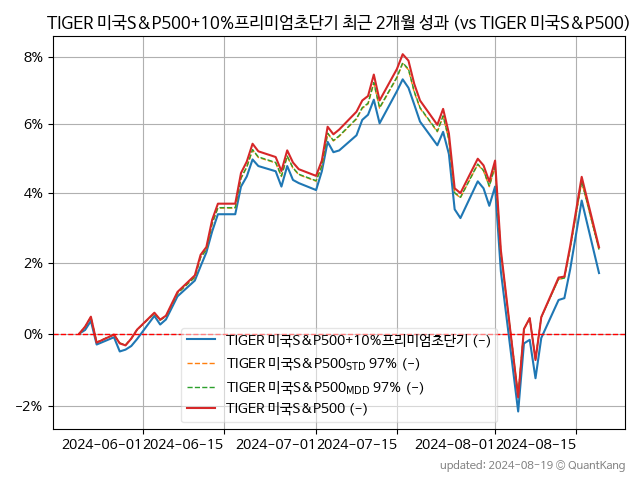 TIGER 미국S&P500+10%프리미엄초단기 최근 2개월 성과 (vs TIGER 미국S&P500)
8%
6%
4%
2%
0%
−2%
TIGER 미국S&P500+10%프리미엄초단기 (-)
TIGER 미국S&P500STD 97% (-)
TIGER 미국S&P500MDD 97% (-)
TIGER 미국S&P500 (-)
2024-06-01 2024-06-15 2024-07-01 2024-07-15 2024-08-01 2024-08-15
updated: 2024-08-19 © QuantKang